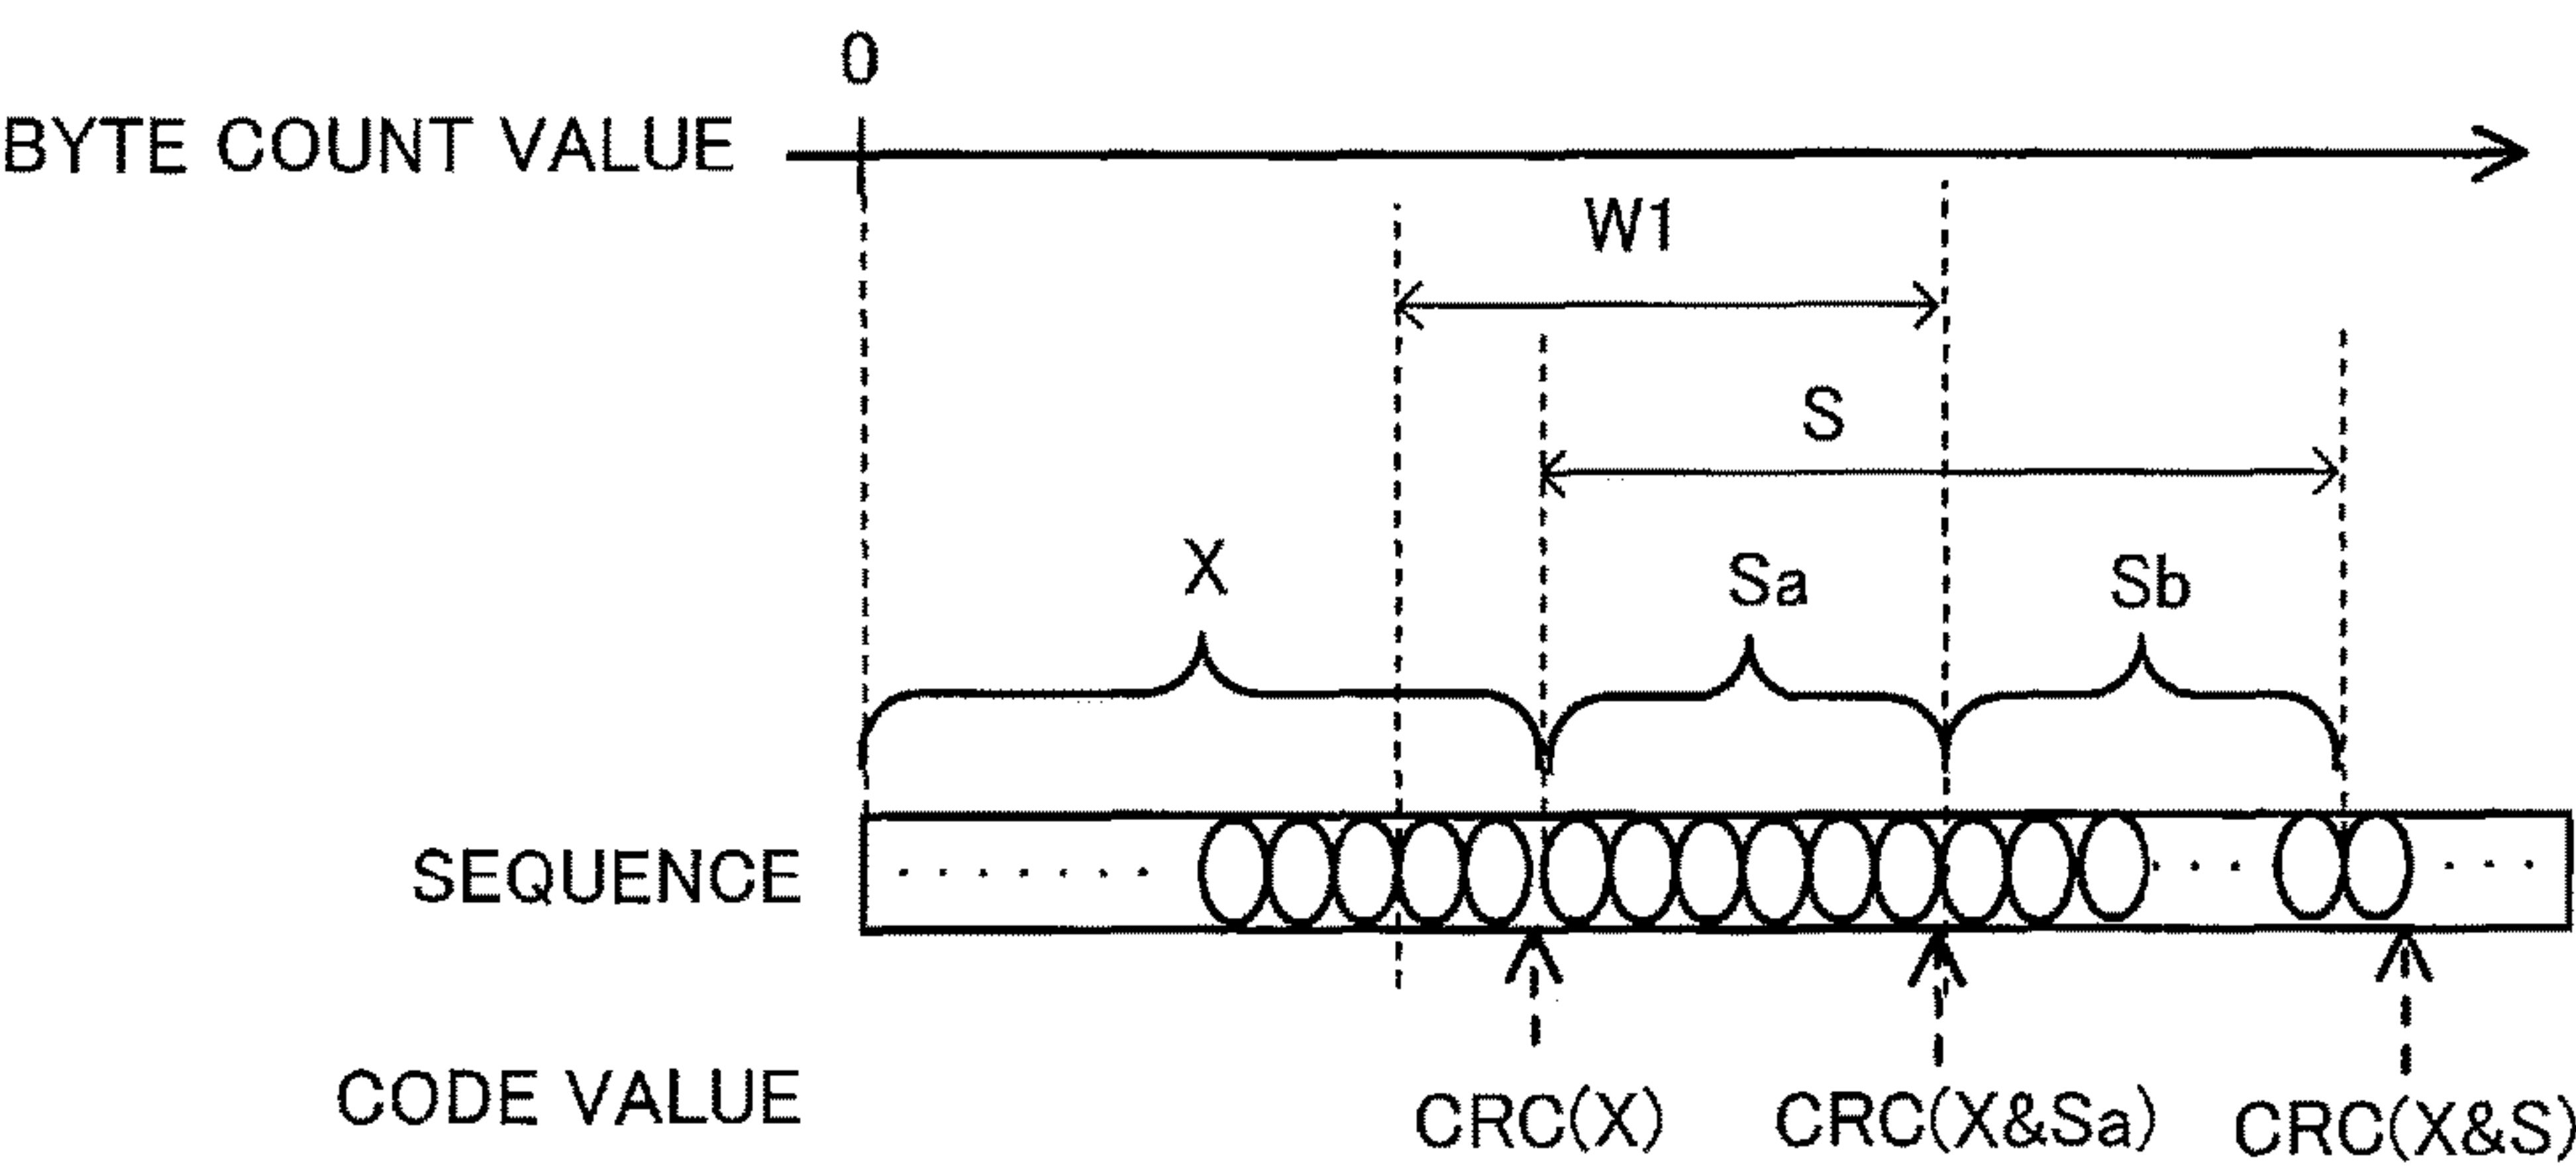 0
BYTE COUNT VALUE
W1
S
X
Sa
Sb
SEQUENCE
CODE VALUE
CRC(X)
CRC(X&Sa)
CRC(X&S)